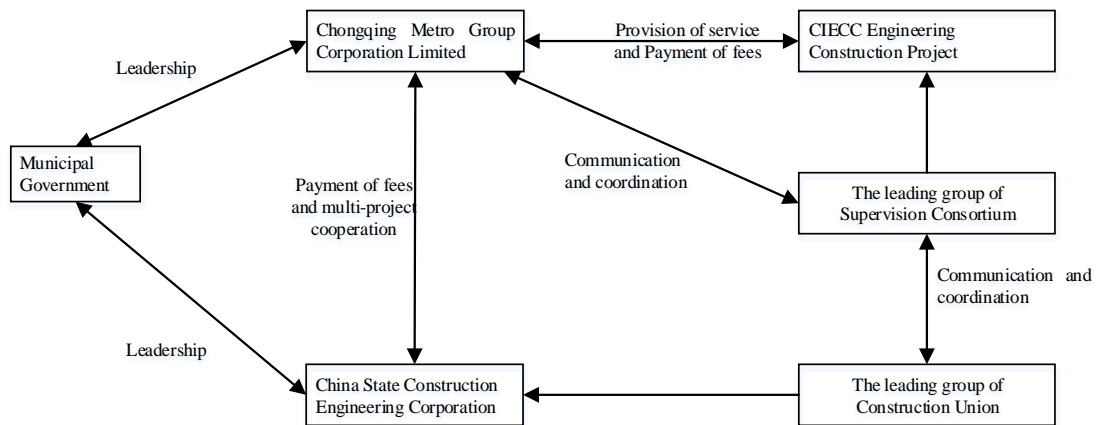 Chongqing Metro Group
Corporation Limited
Provision of service
and Payment of fees
CIECC Engineering
Construction Project
Leadership
Municipal
Government
Payment of fees
and multi-project
cooperation
Communication
and coordination
The leading group of
Supervision Consortium
Communication and
coordination
Leadership
China State Construction
Engineering Corporation
The leading group of
Construction Union